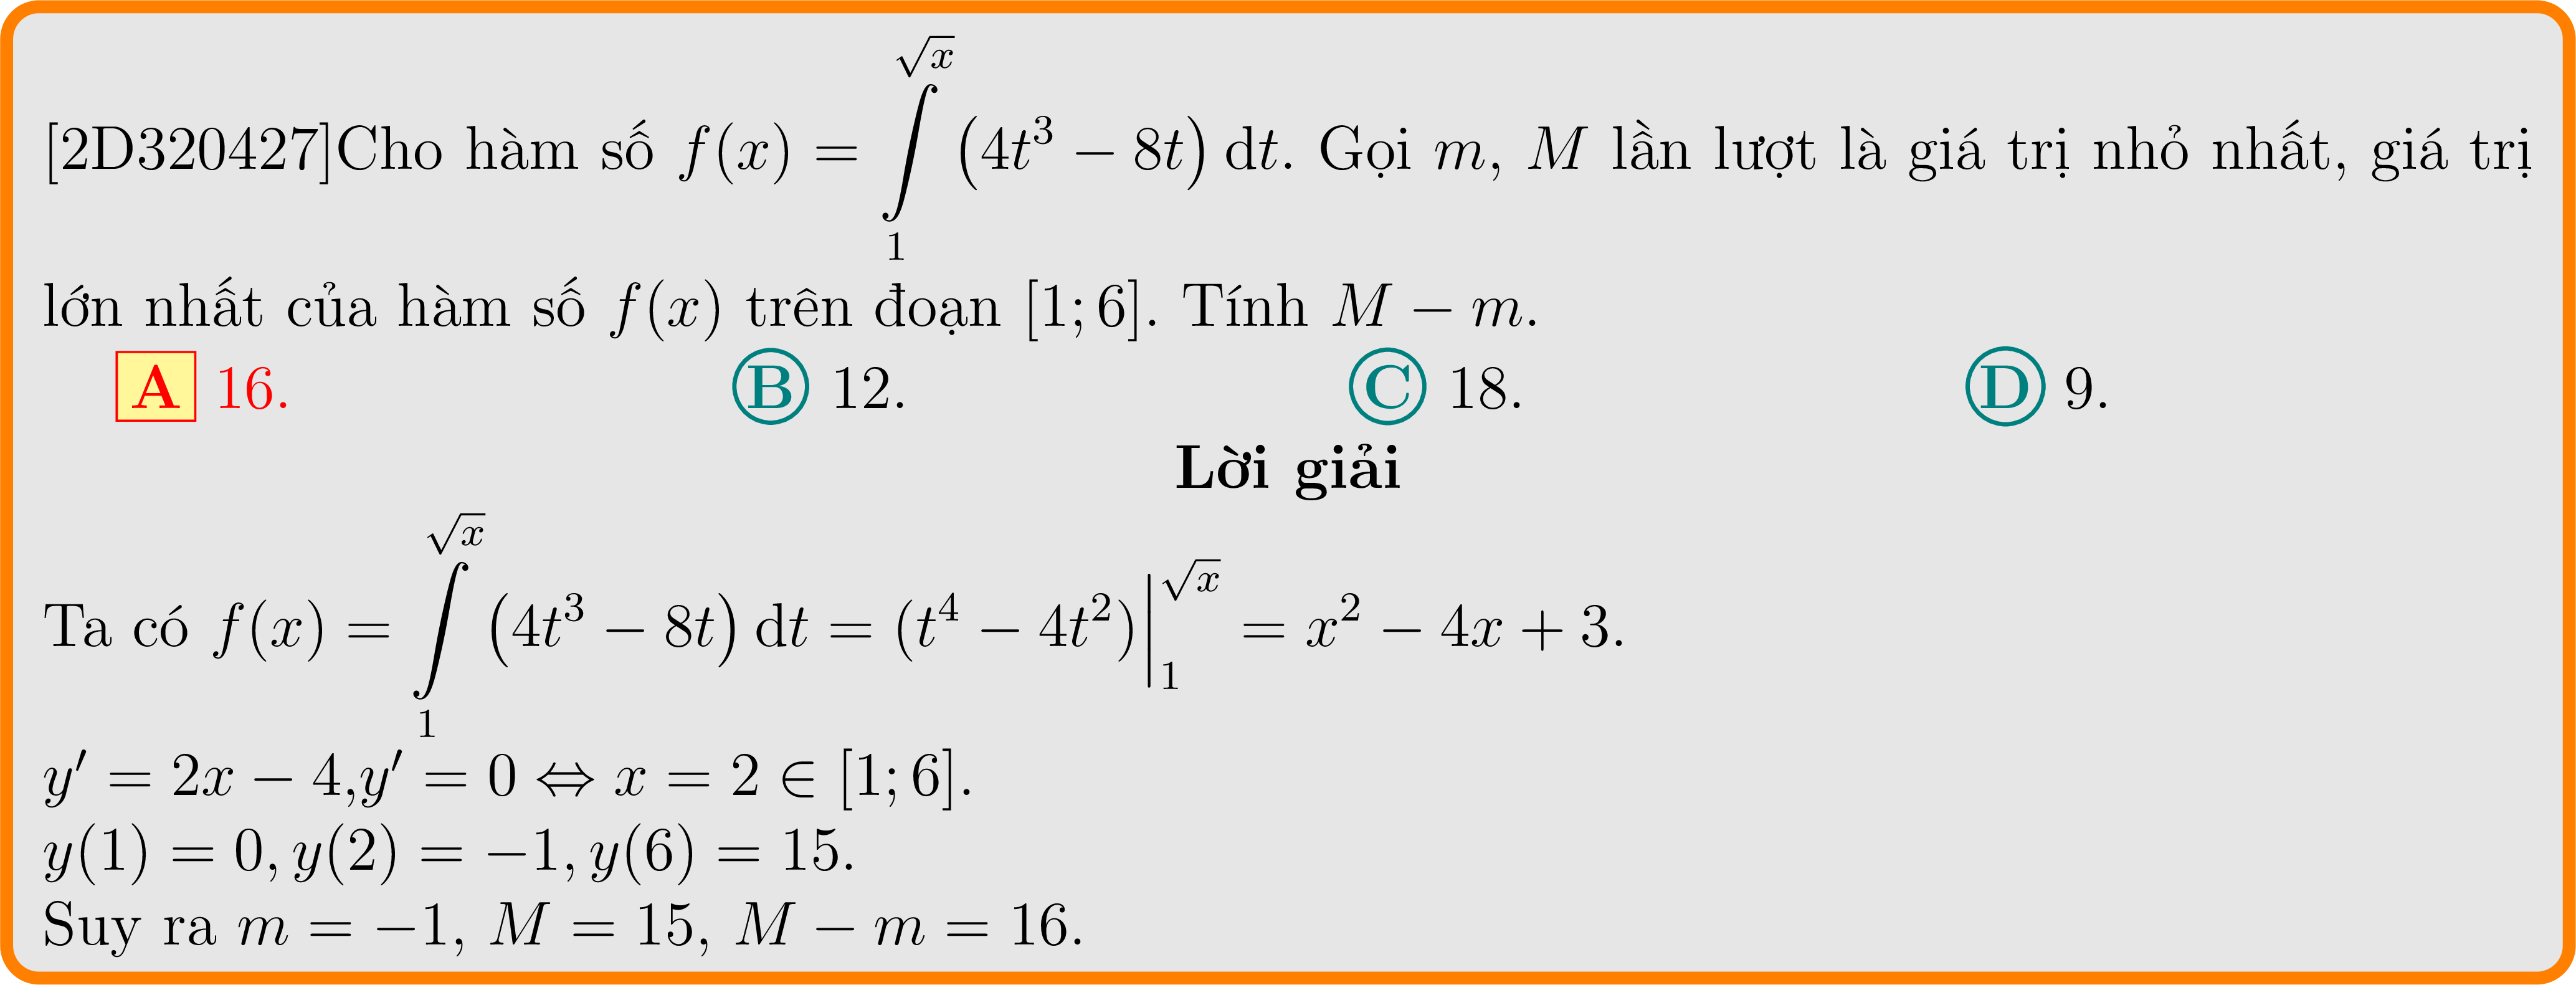 [2D320427]Cho hàm số $f(x) = \int\limits_{1}^{\sqrt{x}} \left(4t^3 - 8t\right) \mathrm{d}t$. Gọi $m$, $M$ lần lượt là giá trị nhỏ nhất, giá trị
lớn nhất của hàm số $f(x)$ trên đoạn $[1; 6]$. Tính $M - m$.
A 16. B 12. C 18. D 9.
Lời giải
Ta có $f(x) = \int\limits_{1}^{\sqrt{x}} \left(4t^3 - 8t\right) \mathrm{d}t = (t^4 - 4t^2)\Big|_{1}^{\sqrt{x}} = x^2 - 4x + 3$.
$y' = 2x - 4$,$y' = 0 \Leftrightarrow x = 2 \in [1; 6]$.
$y(1) = 0, y(2) = -1, y(6) = 15$.
Suy ra $m = -1$, $M = 15$, $M - m = 16$.